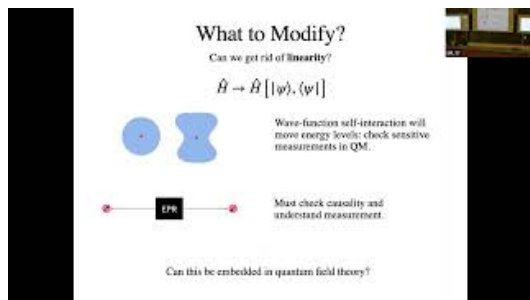 What to Modify?
Can we get rid of linearity?
Ĥ → Ĥ [|ψ⟩, ⟨ψ|]
Wave-function self-interaction will
move energy levels: check sensitive
measurements in QM.
EPR
Must check causality and
understand measurement.
Can this be embedded in quantum field theory?